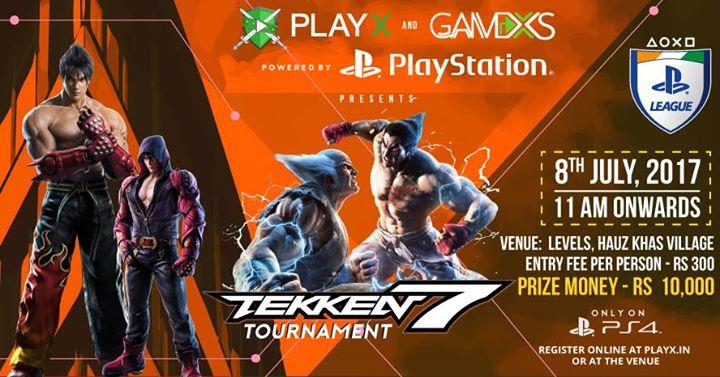 PLAYX AND GAMEXS
POWERED BY PlayStation®
PRESENTS
LEAGUE
8TH JULY, 2017
11 AM ONWARDS
VENUE: LEVELS, HAUZ KHAS VILLAGE
ENTRY FEE PER PERSON - RS 300
PRIZE MONEY - RS 10,000
TEKKEN 7
TOURNAMENT
ONLY ON
PS4
REGISTER ONLINE AT PLAYX.IN
OR AT THE VENUE